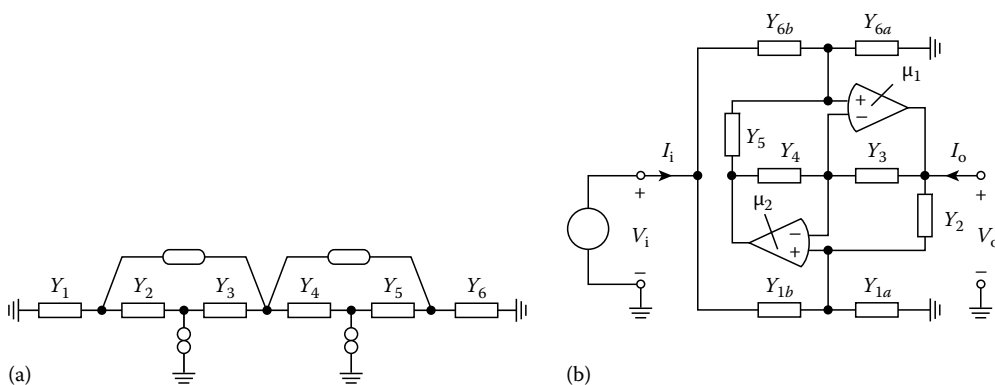 Y1
Y2
Y3
Y4
Y5
Y6
(a)
Y6b
Y6a
μ1
+
−
Y5
Y4
Y3
Ii
Io
+
+
μ2
−
+
Y2
Vi
Vo
−
−
Y1b
Y1a
(b)